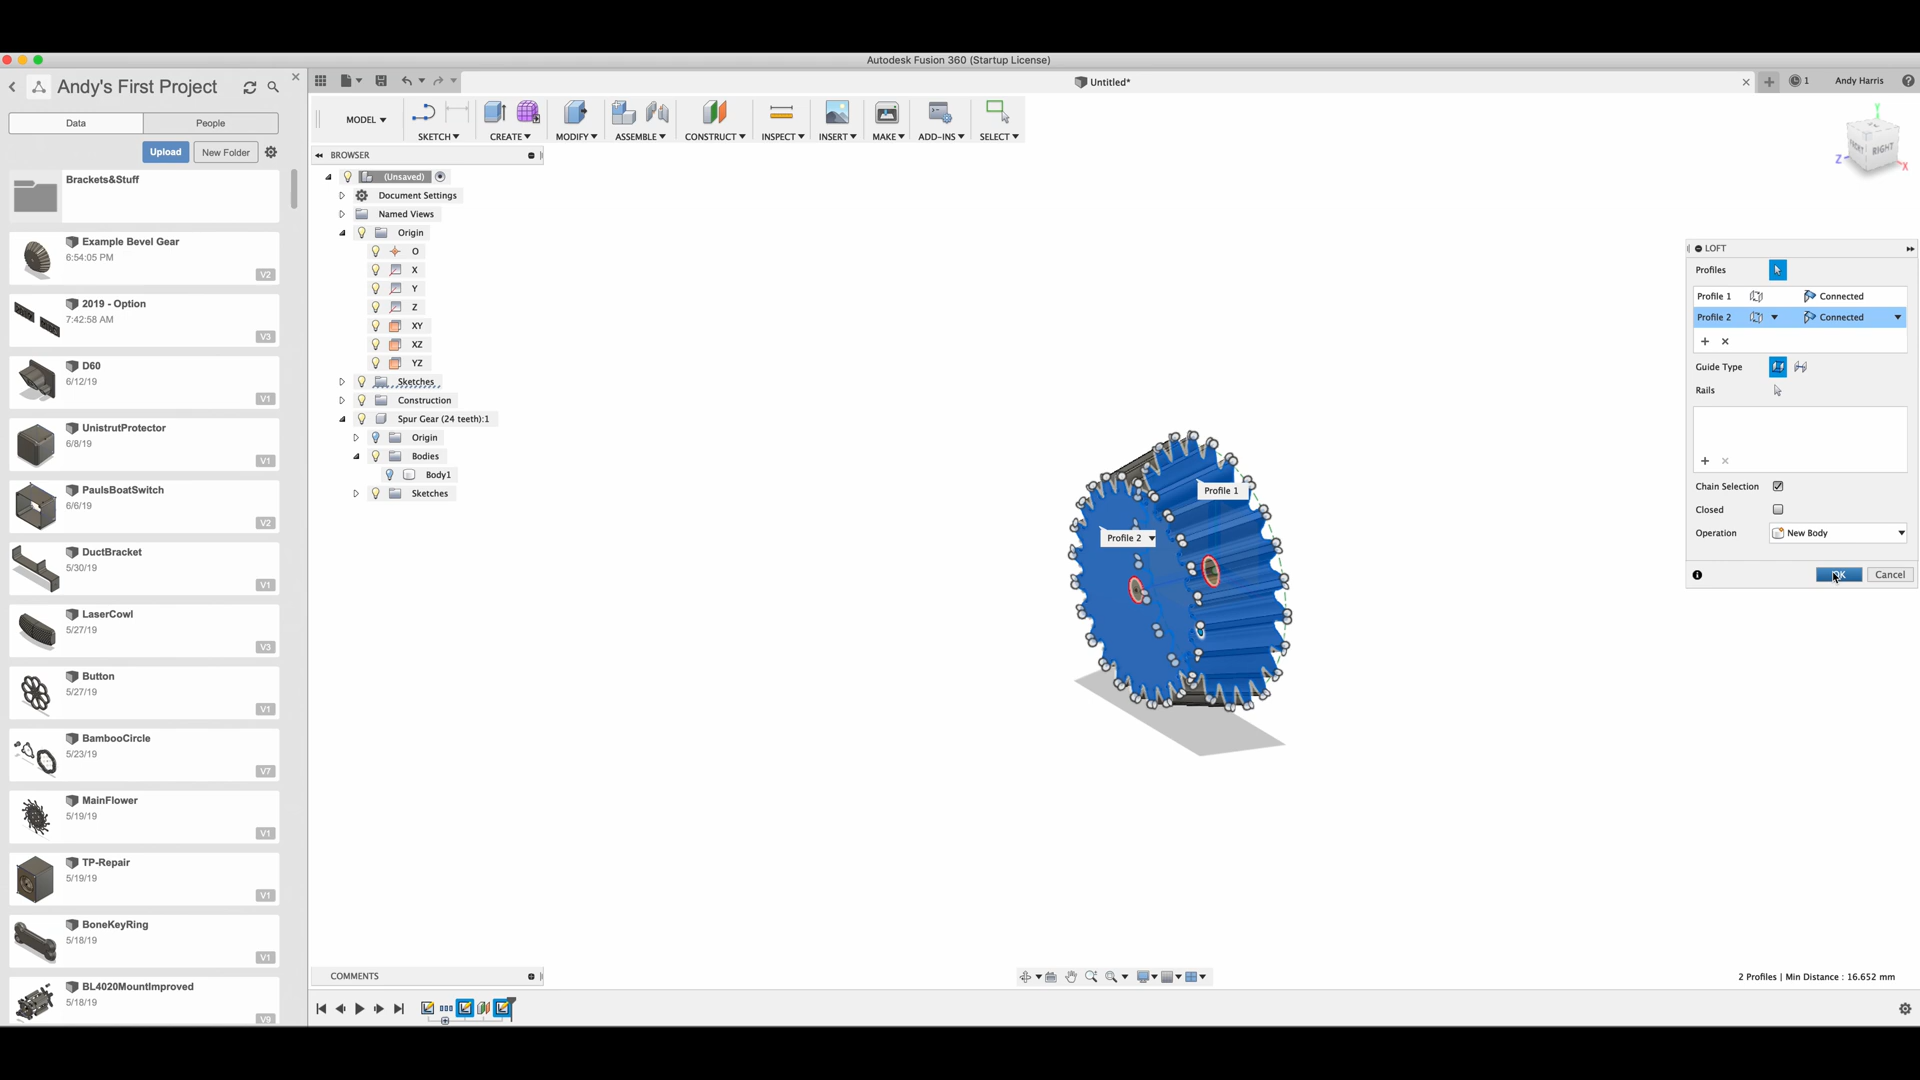 Autodesk Fusion 360 (Startup License)
Andy's First Project
Untitled*
1
Andy Harris
Data
People
Upload
New Folder
MODEL
SKETCH
CREATE
MODIFY
ASSEMBLE
CONSTRUCT
INSPECT
INSERT
MAKE
ADD-INS
SELECT
BROWSER
(Unsaved)
Document Settings
Named Views
Origin
O
X
Y
Z
XY
XZ
YZ
Sketches
Construction
Spur Gear (24 teeth):1
Origin
Bodies
Body1
Sketches
Brackets&Stuff
Example Bevel Gear
6:54:05 PM
V2
2019 - Option
7:42:58 AM
V3
D60
6/12/19
V1
UnistrutProtector
6/8/19
V1
PaulsBoatSwitch
6/6/19
V2
DuctBracket
5/30/19
V1
LaserCowl
5/27/19
V3
Button
5/27/19
V1
BambooCircle
5/23/19
V7
MainFlower
5/19/19
V1
TP-Repair
5/19/19
V1
BoneKeyRing
5/18/19
V1
BL4020MountImproved
5/18/19
V9
Y
Z
X
RIGHT
Profile 1
Profile 2
LOFT
Profiles
Profile 1 Connected
Profile 2 Connected
Guide Type
Rails
Chain Selection
Closed
Operation New Body
OK Cancel
COMMENTS
2 Profiles | Min Distance : 16.652 mm